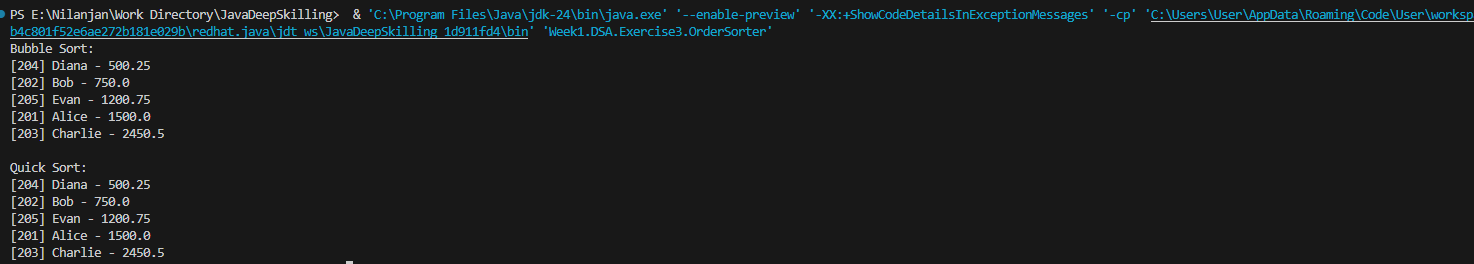 PS E:\Nilanjan\Work Directory\JavaDeepSkilling>  & 'C:\Program Files\Java\jdk-24\bin\java.exe' '--enable-preview' '-XX:+ShowCodeDetailsInExceptionMessages' '-cp' 'C:\Users\User\AppData\Roaming\Code\User\worksp
b4c801f52e6ae272b181e029b\redhat.java\jdt_ws\JavaDeepSkilling_1d911fd4\bin' 'Week1.DSA.Exercise3.OrderSorter'
Bubble Sort:
[204] Diana - 500.25
[202] Bob - 750.0
[205] Evan - 1200.75
[201] Alice - 1500.0
[203] Charlie - 2450.5
Quick Sort:
[204] Diana - 500.25
[202] Bob - 750.0
[205] Evan - 1200.75
[201] Alice - 1500.0
[203] Charlie - 2450.5